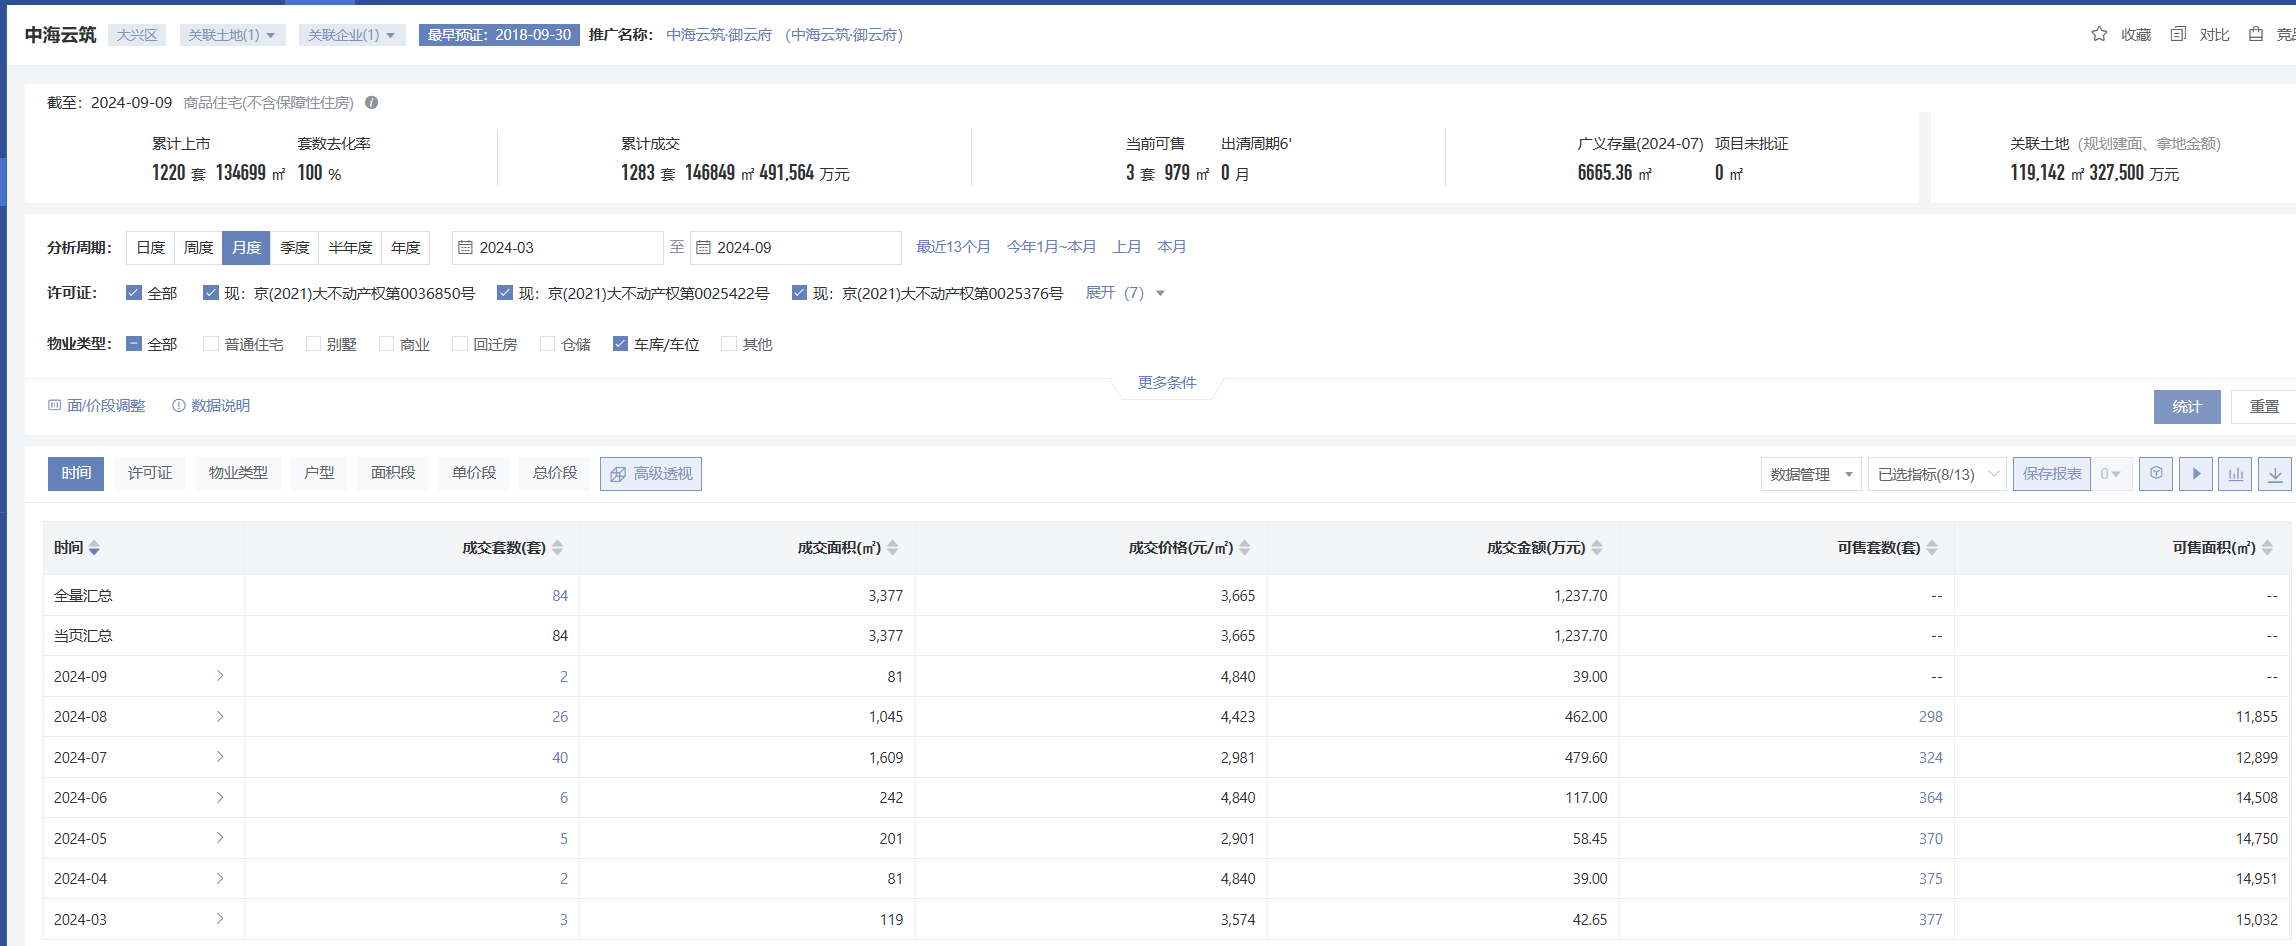 中海云筑 大兴区 关联土地(1) 关联企业(1) 最早预证：2018-09-30 推广名称： 中海云筑·御云府 (中海云筑·御云府) 收藏 对比
截至：2024-09-09 商品住宅(不含保障性住房)
累计上市 套数去化率 累计成交 当前可售 出清周期6' 广义存量(2024-07) 项目未批证 关联土地 (规划建面、拿地金额)
1220 套 134699 ㎡ 100 % 1283 套 146849 ㎡ 491,564 万元 3 套 979 ㎡ 0 月 6665.36 ㎡ 0 ㎡ 119,142 ㎡ 327,500 万元
分析周期： 日度 周度 月度 季度 半年度 年度 2024-03 至 2024-09 最近13个月 今年1月~本月 上月 本月
许可证： 全部 现：京(2021)大不动产权第0036850号 现：京(2021)大不动产权第0025422号 现：京(2021)大不动产权第0025376号 展开 (7)
物业类型： 全部 普通住宅 别墅 商业 回迁房 仓储 车库/车位 其他
更多条件
面/价段调整 数据说明 统计 重置
时间 许可证 物业类型 户型 面积段 单价段 总价段 高级透视 数据管理 已选指标(8/13) 保存报表 0
时间 成交套数(套) 成交面积(㎡) 成交价格(元/㎡) 成交金额(万元) 可售套数(套) 可售面积(㎡)
全量汇总 84 3,377 3,665 1,237.70 -- --
当页汇总 84 3,377 3,665 1,237.70 -- --
2024-09 2 81 4,840 39.00 -- --
2024-08 26 1,045 4,423 462.00 298 11,855
2024-07 40 1,609 2,981 479.60 324 12,899
2024-06 6 242 4,840 117.00 364 14,508
2024-05 5 201 2,901 58.45 370 14,750
2024-04 2 81 4,840 39.00 375 14,951
2024-03 3 119 3,574 42.65 377 15,032